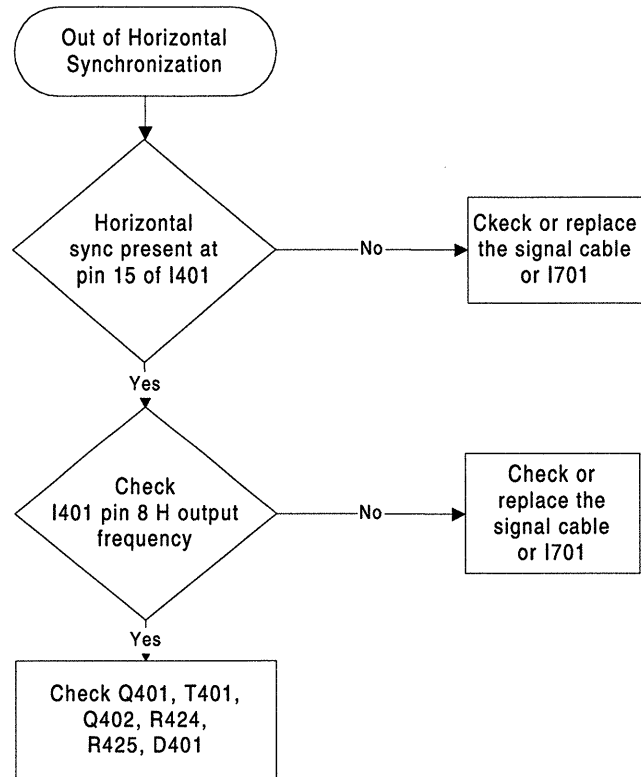 Out of Horizontal
Synchronization
Horizontal
sync present at
pin 15 of I401
No
Ckeck or replace
the signal cable
or I701
Yes
Check
I401 pin 8 H output
frequency
No
Check or
replace the
signal cable
or I701
Yes
Check Q401, T401,
Q402, R424,
R425, D401